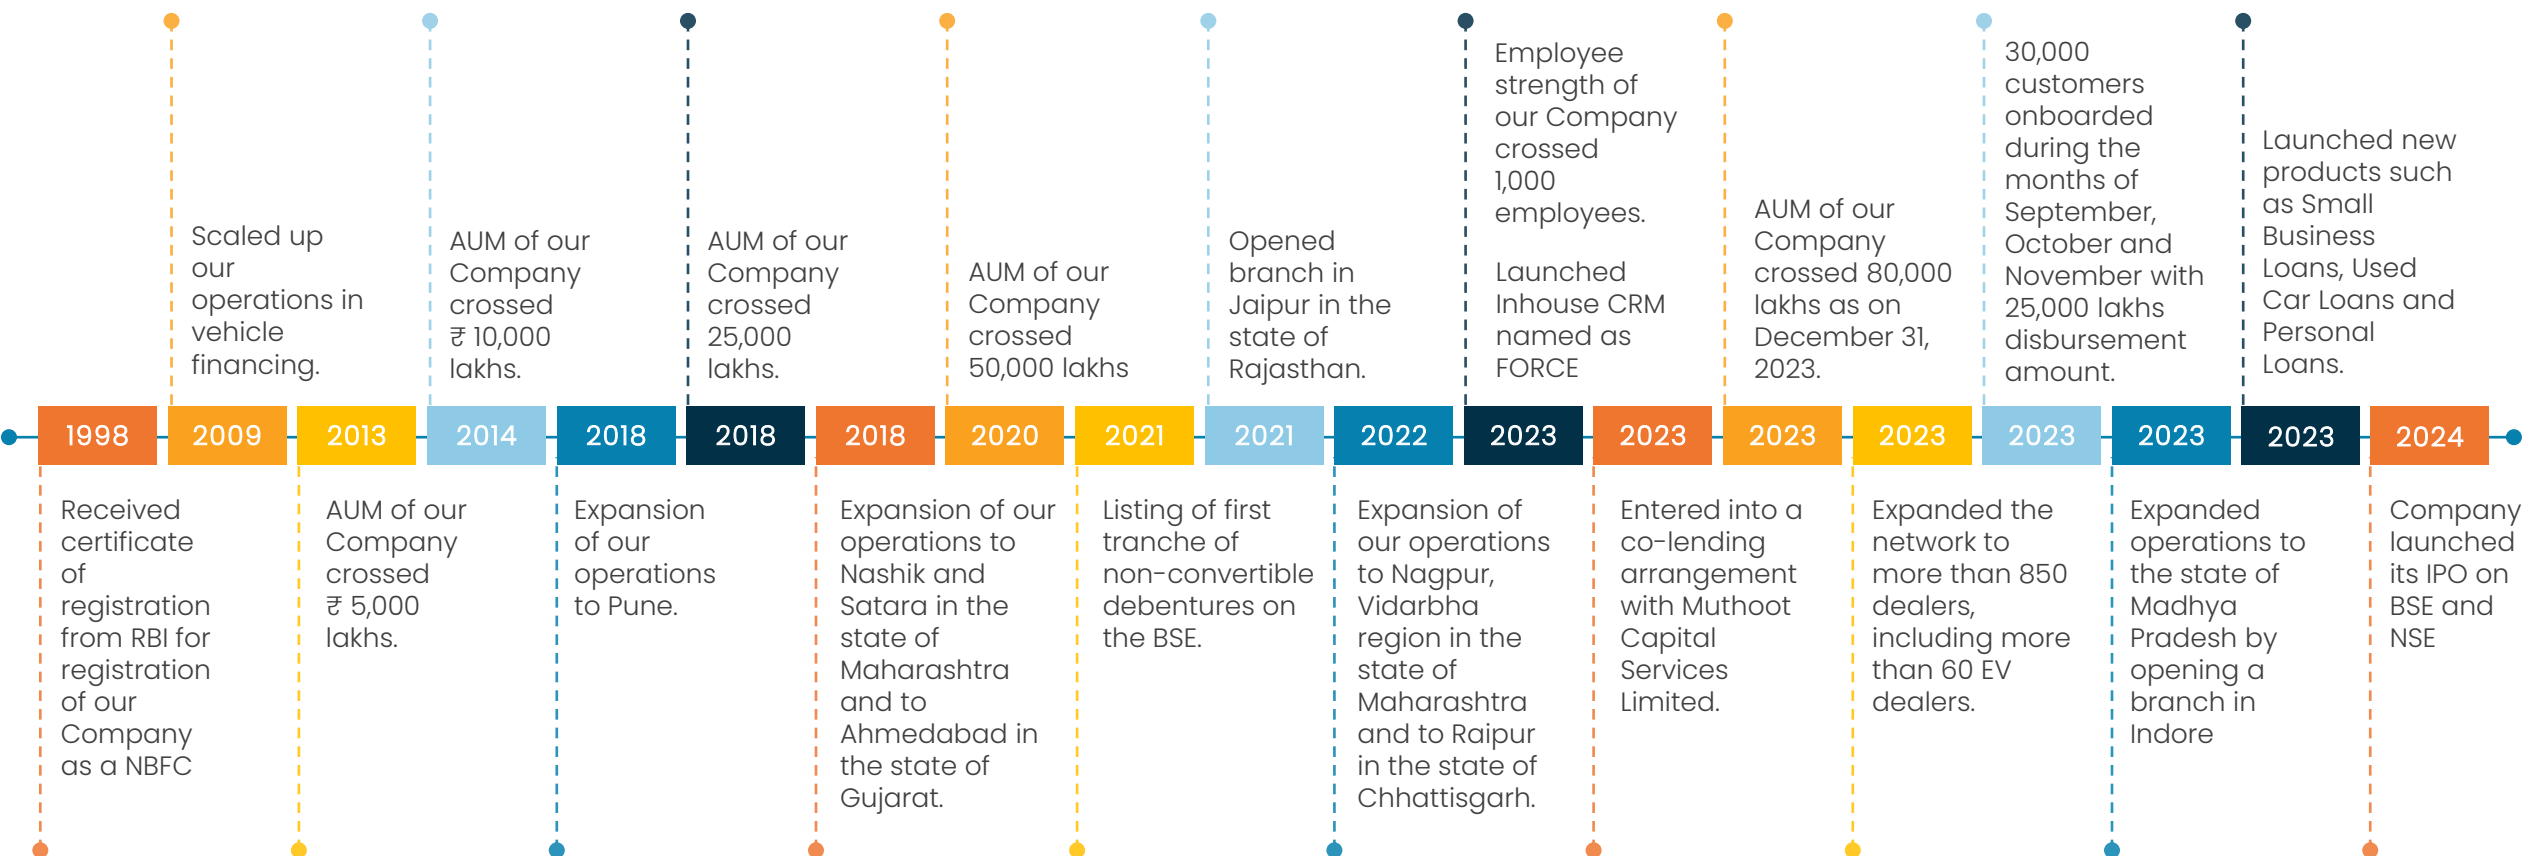 Scaled up
our
operations in
vehicle
financing.
AUM of our
Company
crossed
₹ 10,000
lakhs.
AUM of our
Company
crossed
25,000
lakhs.
AUM of our
Company
crossed
50,000 lakhs
Opened
branch in
Jaipur in the
state of
Rajasthan.
Employee
strength of
our Company
crossed
1,000
employees.
Launched
Inhouse CRM
named as
FORCE
AUM of our
Company
crossed 80,000
lakhs as on
December 31,
2023.
30,000
customers
onboarded
during the
months of
September,
October and
November with
25,000 lakhs
disbursement
amount.
Launched new
products such
as Small
Business
Loans, Used
Car Loans and
Personal
Loans.
1998 2009 2013 2014 2018 2018 2018 2020 2021 2021 2022 2023 2023 2023 2023 2023 2023 2023 2024
Received
certificate
of
registration
from RBI for
registration
of our
Company
as a NBFC
AUM of our
Company
crossed
₹ 5,000
lakhs.
Expansion
of our
operations
to Pune.
Expansion of our
operations to
Nashik and
Satara in the
state of
Maharashtra
and to
Ahmedabad in
the state of
Gujarat.
Listing of first
tranche of
non-convertible
debentures on
the BSE.
Expansion of
our operations
to Nagpur,
Vidarbha
region in the
state of
Maharashtra
and to Raipur
in the state of
Chhattisgarh.
Entered into a
co-lending
arrangement
with Muthoot
Capital
Services
Limited.
Expanded the
network to
more than 850
dealers,
including more
than 60 EV
dealers.
Expanded
operations to
the state of
Madhya
Pradesh by
opening a
branch in
Indore
Company
launched
its IPO on
BSE and
NSE